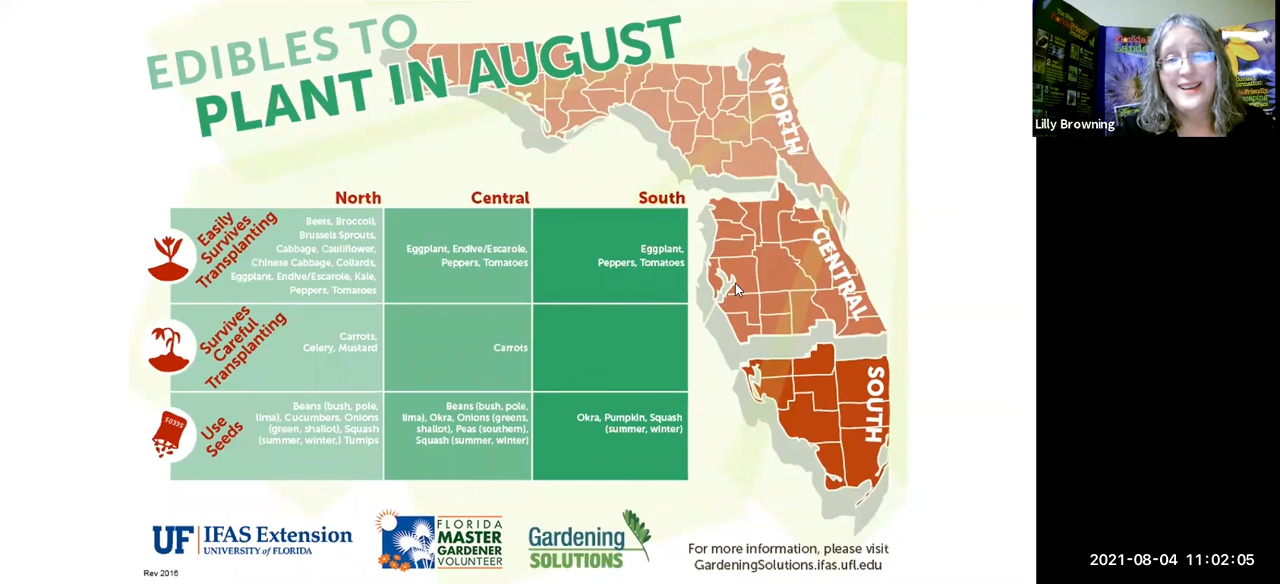 EDIBLES TO
PLANT IN AUGUST
NORTH
CENTRAL
SOUTH
North
Central
South
Easily
Survives
Transplanting
Beets, Broccoli,
Brussels Sprouts,
Cabbage, Cauliflower,
Chinese Cabbage, Collards,
Eggplant, Endive/Escarole, Kale,
Peppers, Tomatoes
Eggplant, Endive/Escarole,
Peppers, Tomatoes
Eggplant,
Peppers, Tomatoes
Survives
Careful
Transplanting
Carrots,
Celery, Mustard
Carrots
SEEDS
Use
Seeds
Beans (bush, pole,
lima), Cucumbers, Onions
(green, shallot), Squash
(summer, winter,) Turnips
Beans (bush, pole,
lima), Okra, Onions (greens,
shallot), Peas (southern),
Squash (summer, winter)
Okra, Pumpkin, Squash
(summer, winter)
UF IFAS Extension
UNIVERSITY of FLORIDA
FLORIDA
MASTER
GARDENER
VOLUNTEER
Gardening
SOLUTIONS
For more information, please visit
GardeningSolutions.ifas.ufl.edu
Rev 2016
Lilly Browning
2021-08-04 11:02:05